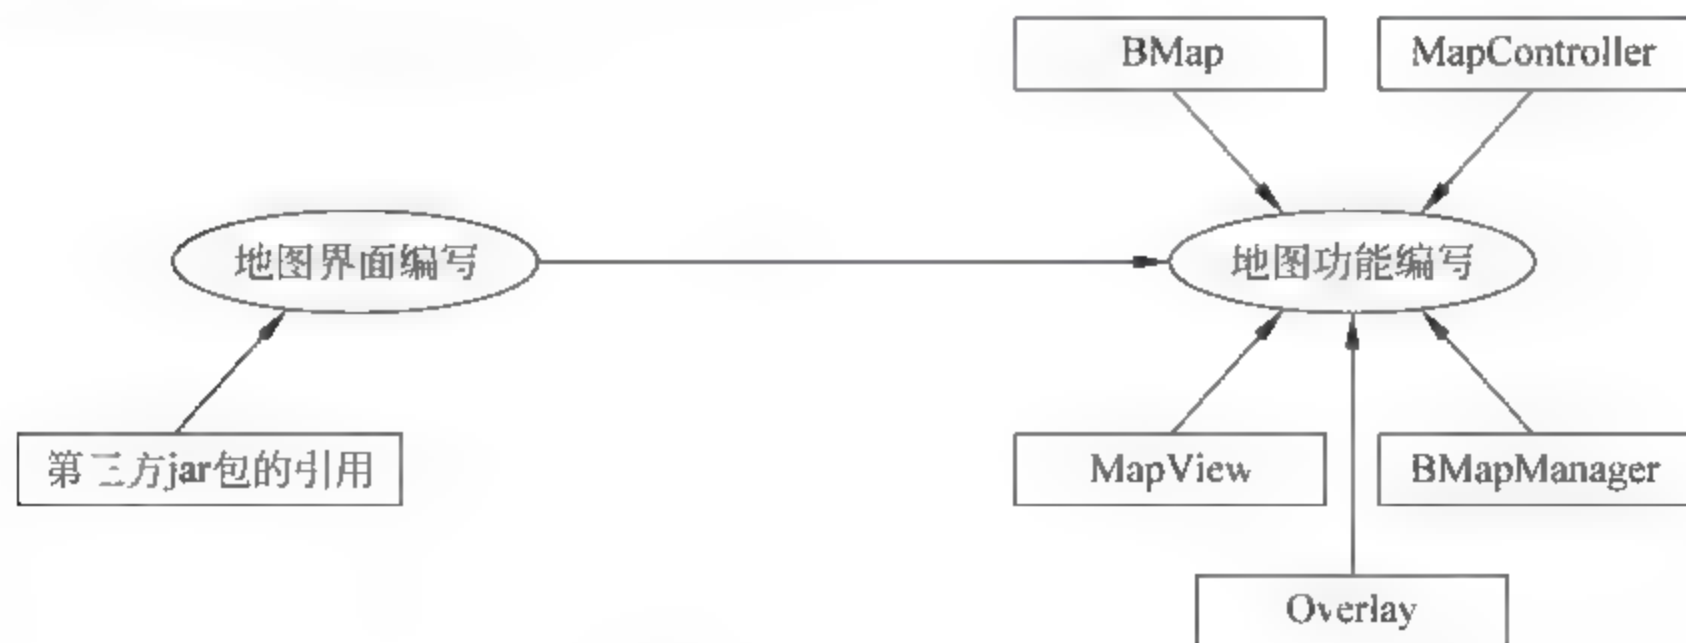 BMap
MapController
地图界面编写
地图功能编写
第三方jar包的引用
MapView
BMapManager
Overlay